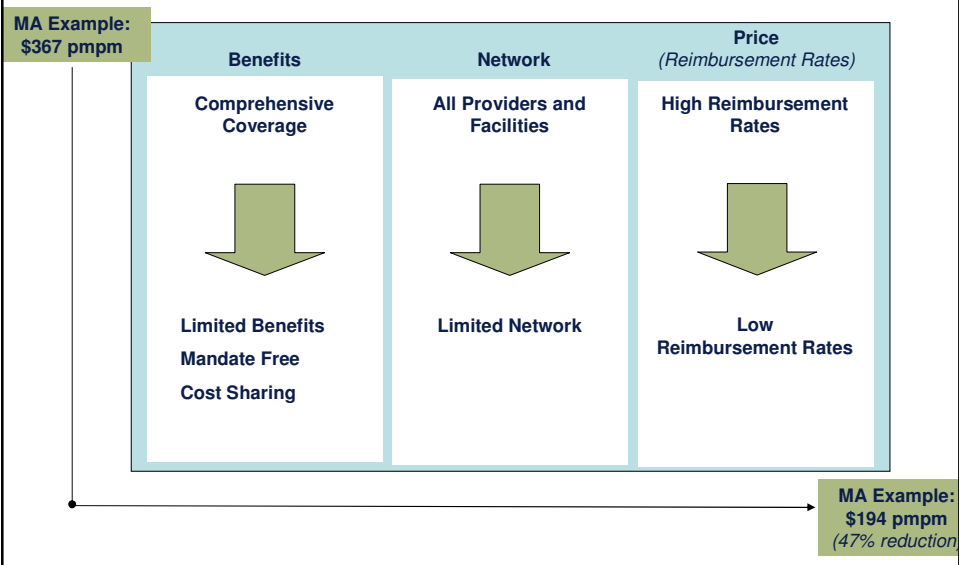 MA Example:
$367 pmpm
Benefits
Network
Price
(Reimbursement Rates)
Comprehensive
Coverage
All Providers and
Facilities
High Reimbursement
Rates
Limited Benefits
Mandate Free
Cost Sharing
Limited Network
Low
Reimbursement Rates
MA Example:
$194 pmpm
(47% reduction)